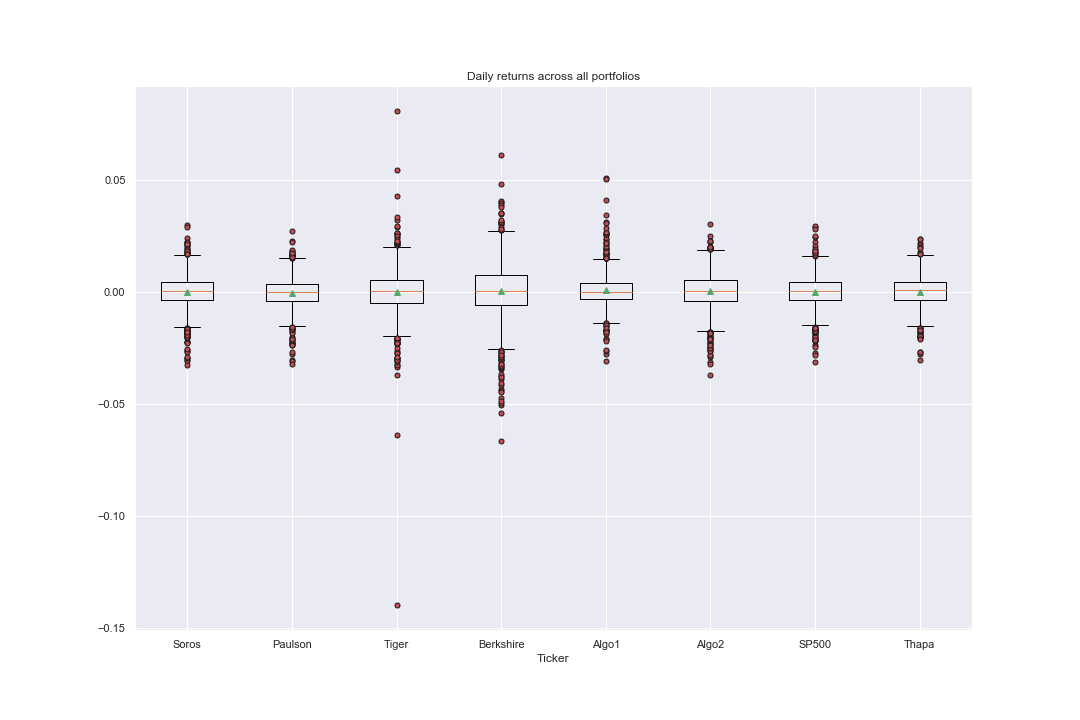 Daily returns across all portfolios
0.05
0.00
−0.05
−0.10
−0.15
Soros Paulson Tiger Berkshire Algo1 Algo2 SP500 Thapa
Ticker